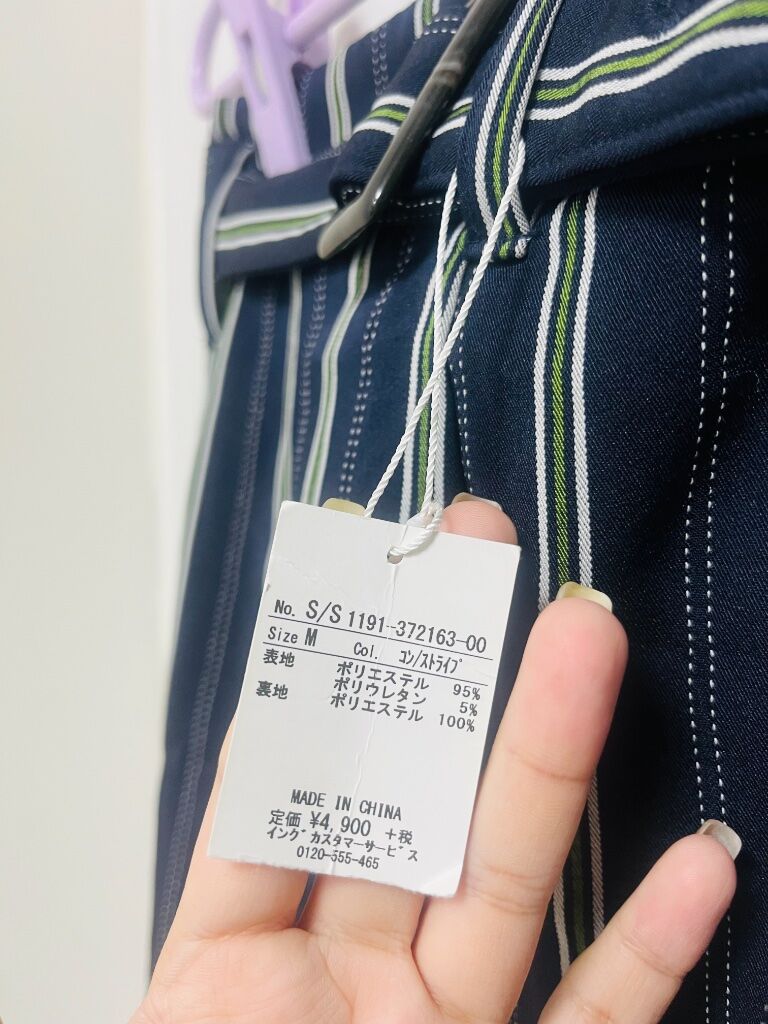 No. S/S 1191-372163-00
Size M Col. コン/ストライプ
表地 ポリエステル 95%
ポリウレタン 5%
裏地 ポリエステル 100%
MADE IN CHINA
定価 ¥4,900 +税
イングカスタマーサービス
0120-555-465